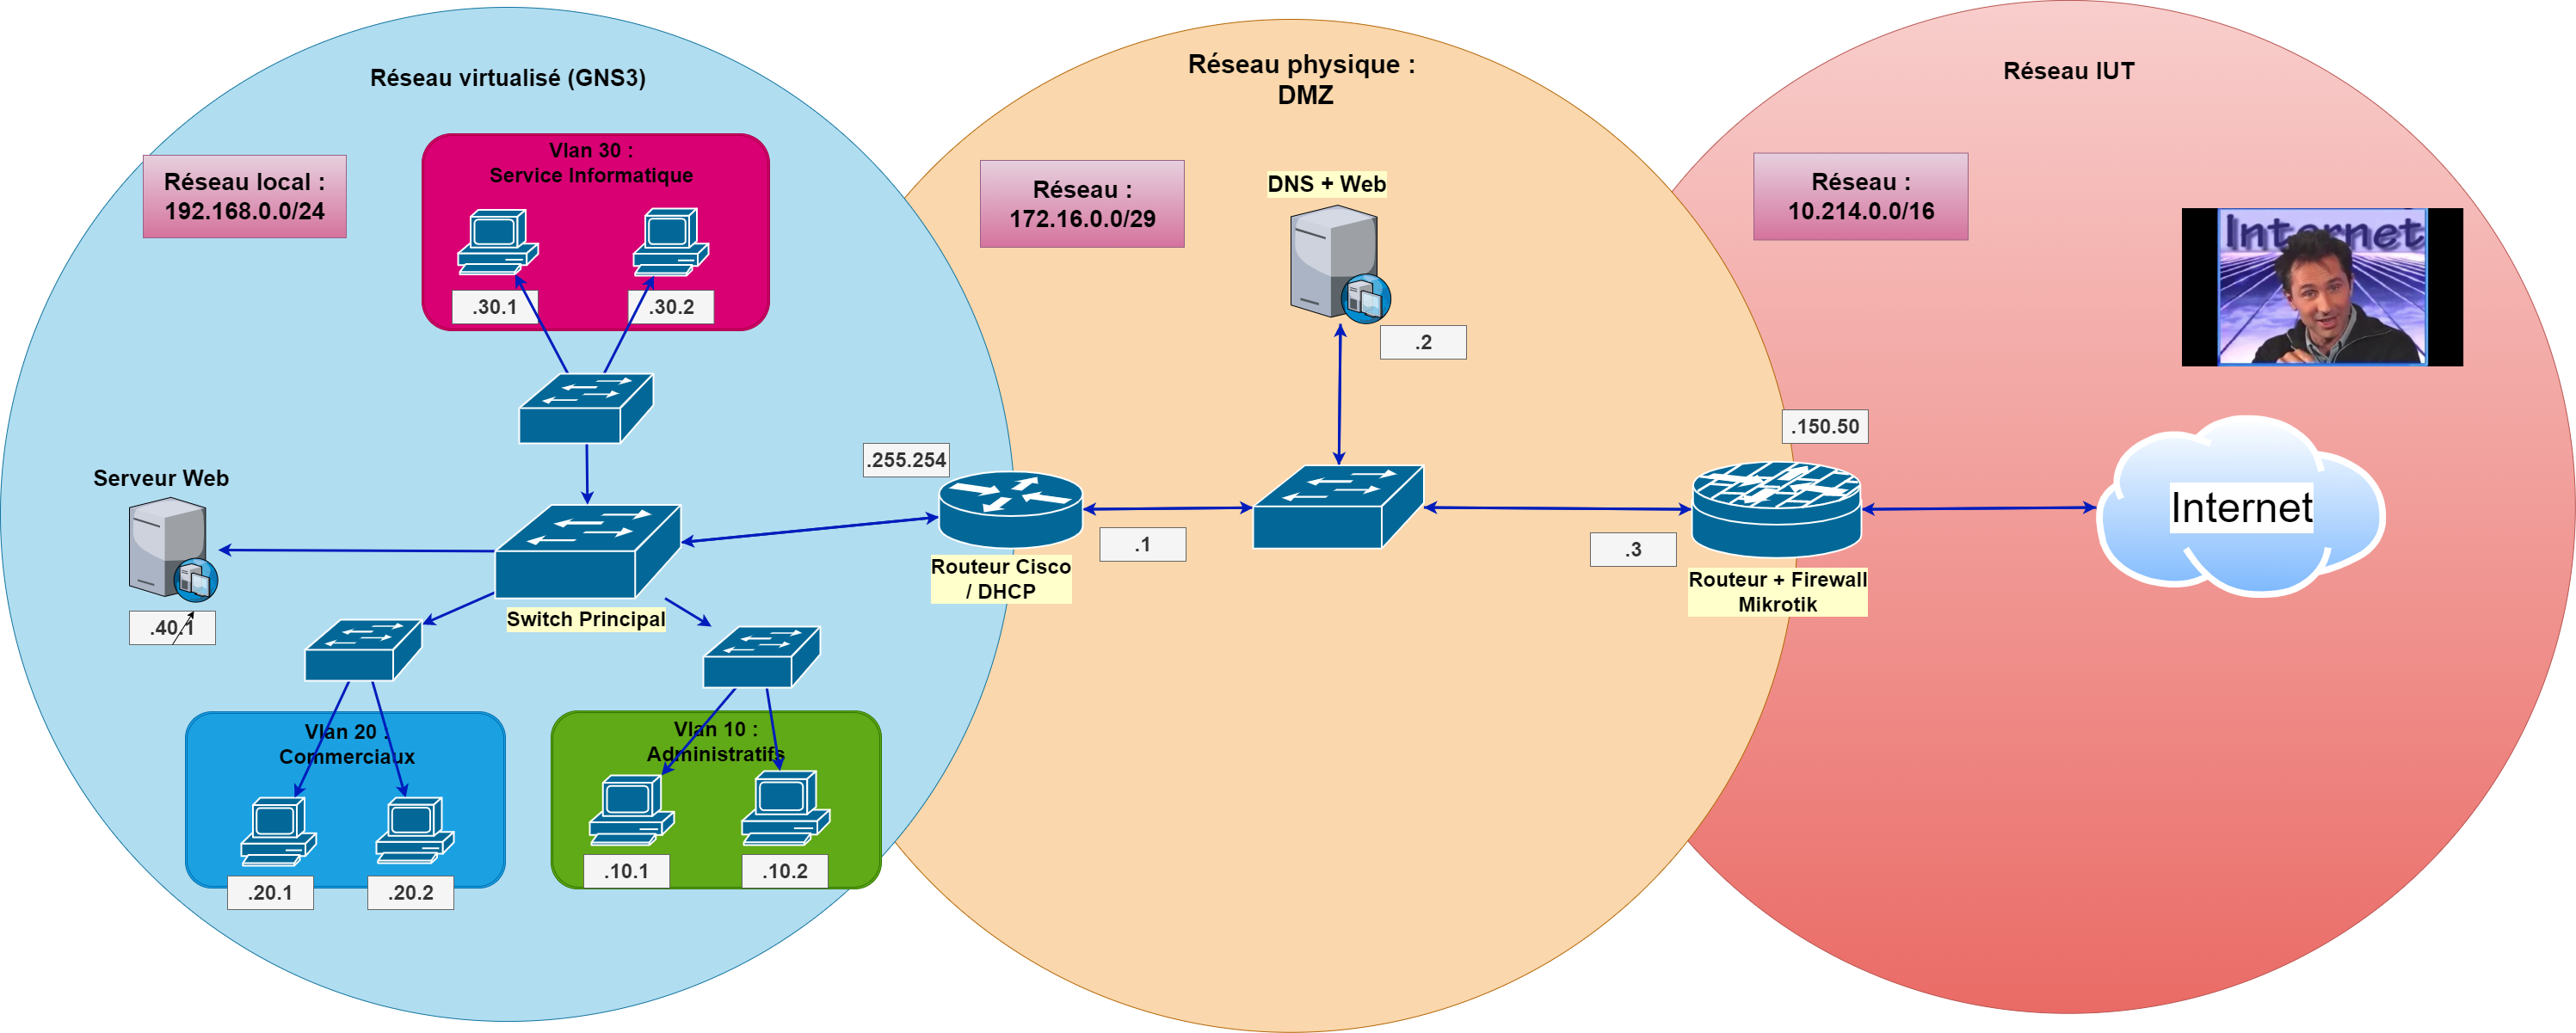 Réseau virtualisé (GNS3)
Réseau local :
192.168.0.0/24
Vlan 30 :
Service Informatique
.30.1
.30.2
Serveur Web
.40.1
Switch Principal
.255.254
Routeur Cisco
/ DHCP
Vlan 20 :
Commerciaux
.20.1
.20.2
Vlan 10 :
Administratifs
.10.1
.10.2
Réseau physique :
DMZ
Réseau :
172.16.0.0/29
DNS + Web
.2
.1
.3
Réseau IUT
Réseau :
10.214.0.0/16
Internet
.150.50
Routeur + Firewall
Mikrotik
Internet